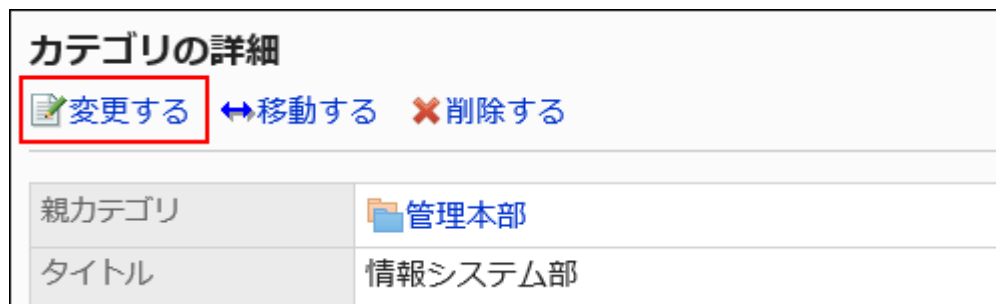 カテゴリの詳細
変更する 移動する 削除する
親カテゴリ 管理本部
タイトル 情報システム部